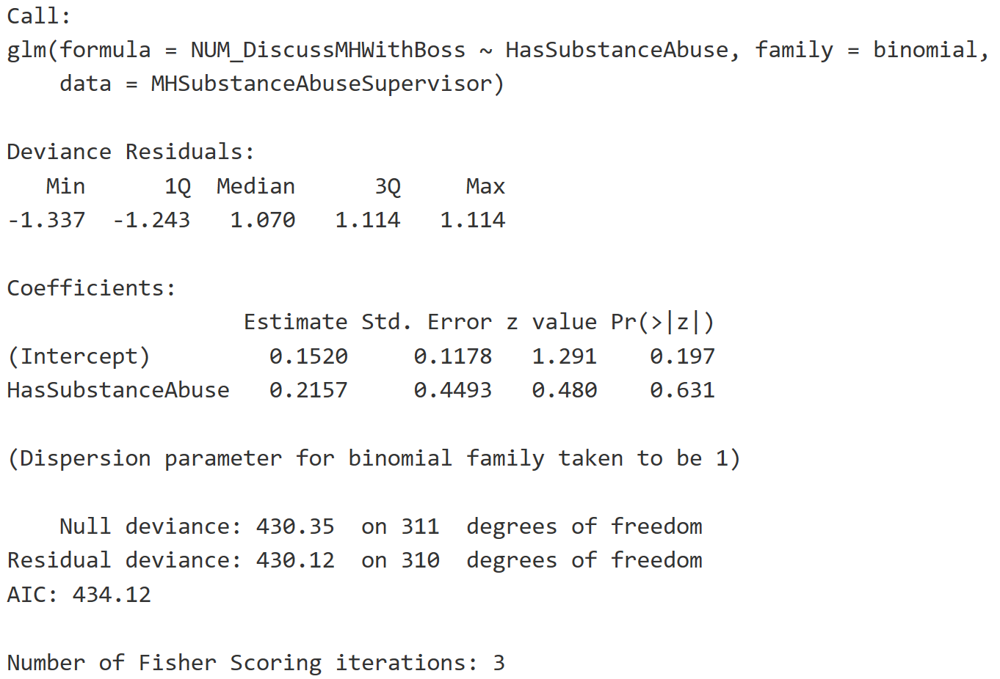 Call:
glm(formula = NUM_DiscussMHWithBoss ~ HasSubstanceAbuse, family = binomial,
    data = MHSubstanceAbuseSupervisor)

Deviance Residuals:
   Min      1Q  Median      3Q     Max
-1.337  -1.243   1.070   1.114   1.114

Coefficients:
                  Estimate Std. Error z value Pr(>|z|)
(Intercept)         0.1520     0.1178   1.291    0.197
HasSubstanceAbuse   0.2157     0.4493   0.480    0.631

(Dispersion parameter for binomial family taken to be 1)

    Null deviance: 430.35  on 311  degrees of freedom
Residual deviance: 430.12  on 310  degrees of freedom
AIC: 434.12

Number of Fisher Scoring iterations: 3